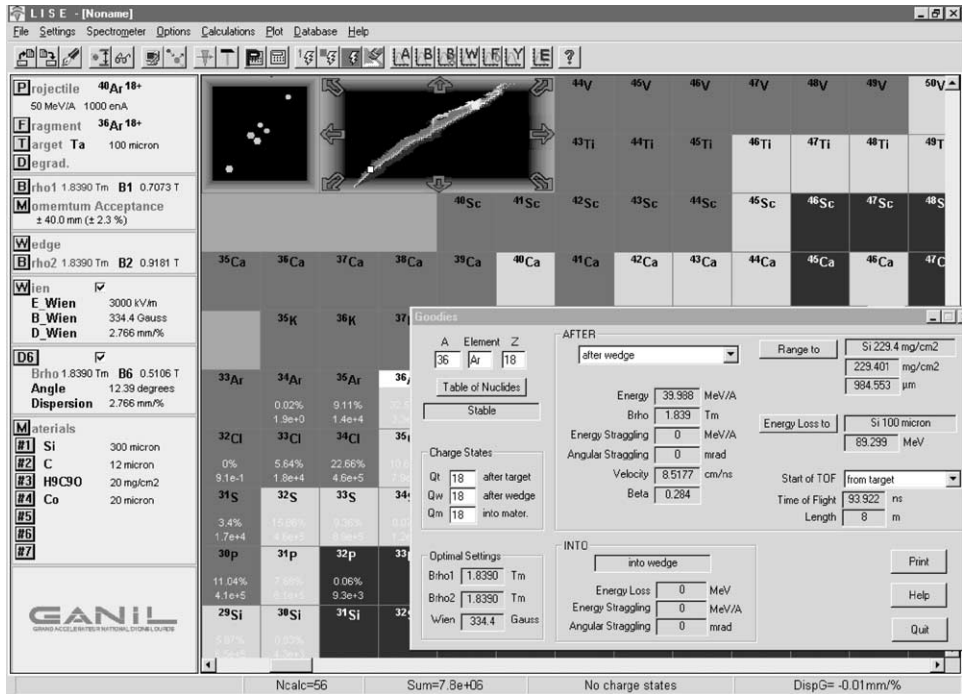 LISE - [Noname]
File Settings Spectrometer Options Calculations Plot Database Help
A B B W F Y E ?
Projectile 40Ar18+
50 MeV/A 1000 enA
Fragment 36Ar18+
Target Ta 100 micron
Degrad.
Brho1 1.8390 Tm B1 0.7073 T
Momemtum Acceptance
± 40.0 mm (± 2.3 %)
Wedge
Brho2 1.8390 Tm B2 0.9181 T
Wien
E_Wien 3000 kV/m
B_Wien 334.4 Gauss
D_Wien 2.766 mm/%
D6
Brho 1.8390 Tm B6 0.5106 T
Angle 12.39 degrees
Dispersion 2.766 mm/%
Materials
#1 Si 300 micron
#2 C 12 micron
#3 H9C9O 20 mg/cm2
#4 Co 20 micron
#5
#6
#7
GANIL
44V 45V 46V 47V 48V 49V 50V
43Ti 44Ti 45Ti 46Ti 47Ti 48Ti 49T
40Sc 41Sc 42Sc 43Sc 44Sc 45Sc 46Sc 47Sc 48S
35Ca 36Ca 37Ca 38Ca 39Ca 40Ca 41Ca 42Ca 43Ca 44Ca 45Ca 46Ca 47C
35K 36K 37
33Ar 34Ar 35Ar 36
0.02% 9.11%
1.9e+0 1.4e+4
32Cl 33Cl 34Cl 35
0% 5.64% 22.66%
9.1e-1 1.8e+4 4.6e+5
31S 32S 33S 34
3.4%
1.7e+4
30P 31P 32P 33
11.04% 0.06%
4.1e+5 9.3e+3
29Si 30Si 31Si 32
Goodies
A Element Z
36 Ar 18
Table of Nuclides
Stable
Charge States
Qt 18 after target
Qw 18 after wedge
Qm 18 into mater.
Optimal Settings
Brho1 1.8390 Tm
Brho2 1.8390 Tm
Wien 334.4 Gauss
AFTER
after wedge
Energy 39.988 MeV/A
Brho 1.839 Tm
Energy Straggling 0 MeV/A
Angular Straggling 0 mrad
Velocity 8.5177 cm/ns
Beta 0.284
Range to Si 229.4 mg/cm2
229.401 mg/cm2
984.553 µm
Energy Loss to Si 100 micron
89.299 MeV
Start of TOF from target
Time of Flight 93.922 ns
Length 8 m
INTO
into wedge
Energy Loss 0 MeV
Energy Straggling 0 MeV/A
Angular Straggling 0 mrad
Print
Help
Quit
Ncalc=56 Sum=7.8e+06 No charge states DispG= -0.01mm/%